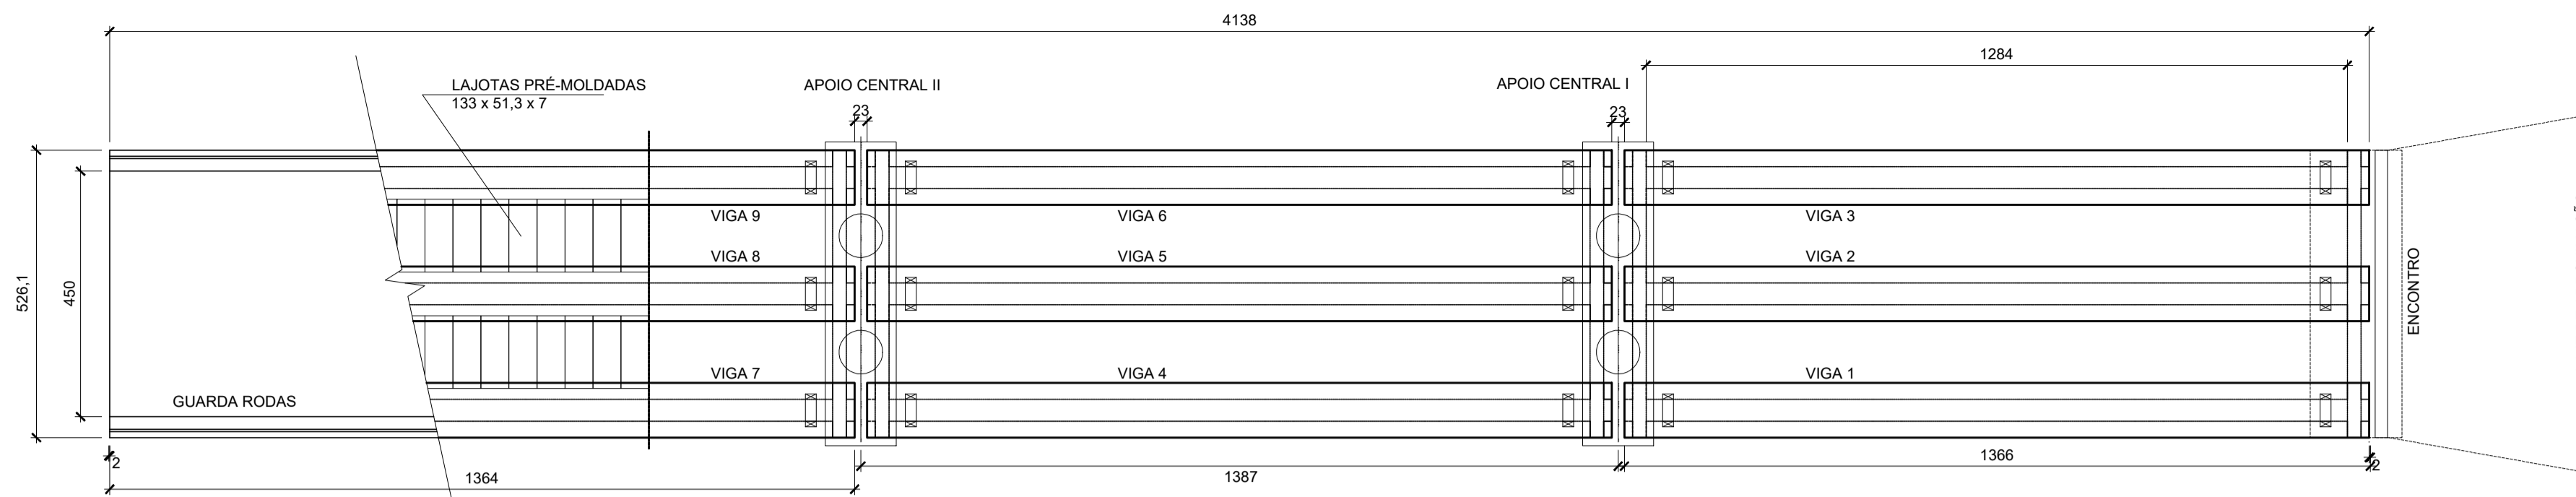 4138
1284
LAJOTAS PRÉ-MOLDADAS
133 x 51,3 x 7
APOIO CENTRAL II
APOIO CENTRAL I
23
23
VIGA 9
VIGA 6
VIGA 3
VIGA 8
VIGA 5
VIGA 2
526,1
450
ENCONTRO
VIGA 7
VIGA 4
VIGA 1
GUARDA RODAS
2
1364
1387
1366
2